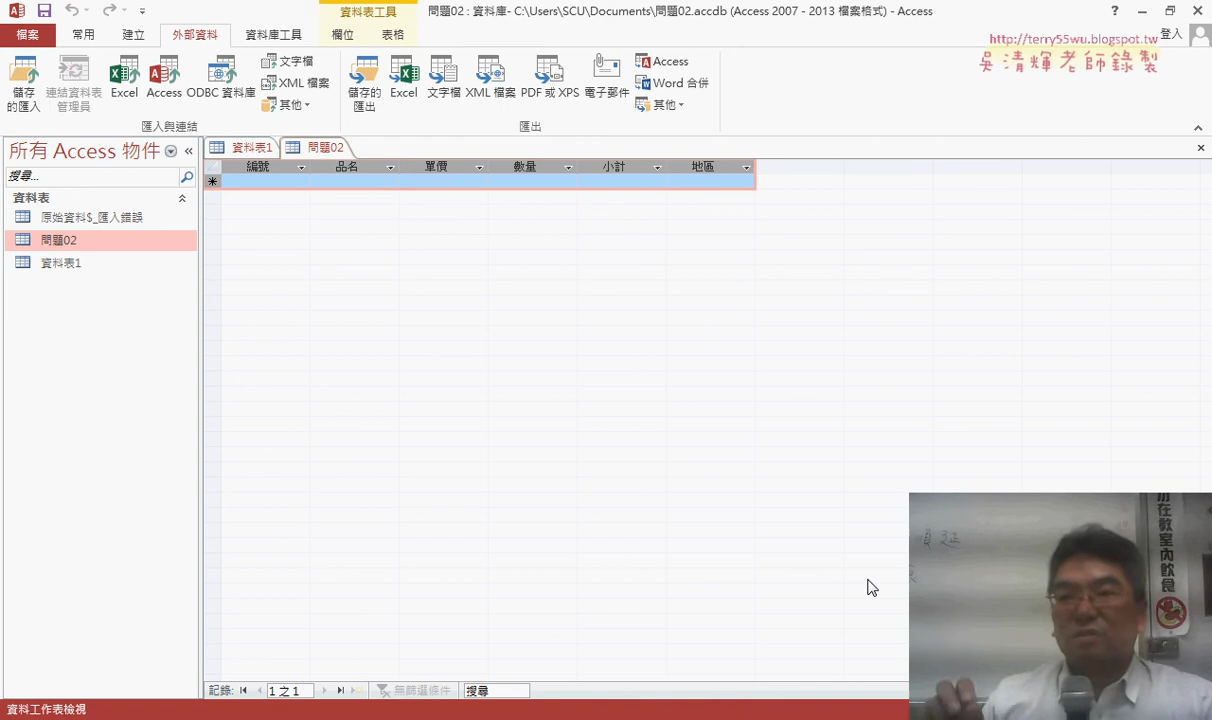 資料表工具
問題02 : 資料庫- C:\Users\SCU\Documents\問題02.accdb (Access 2007 - 2013 檔案格式) - Access
?
檔案
常用
建立
外部資料
資料庫工具
欄位
表格
登入
http://terry55wu.blogspot.tw
吳清輝老師錄製
儲存的匯入
連結資料表管理員
Excel
Access
ODBC 資料庫
文字檔
XML 檔案
其他
匯入與連結
儲存的匯出
Excel
文字檔
XML 檔案
PDF 或 XPS
電子郵件
Access
Word 合併
其他
匯出
所有 Access 物件
搜尋...
資料表
原始資料$_匯入錯誤
問題02
資料表1
資料表1
問題02
編號 品名 單價 數量 小計 地區
記錄: 1 之 1 無篩選條件 搜尋
資料工作表檢視
勿在教室內飲食